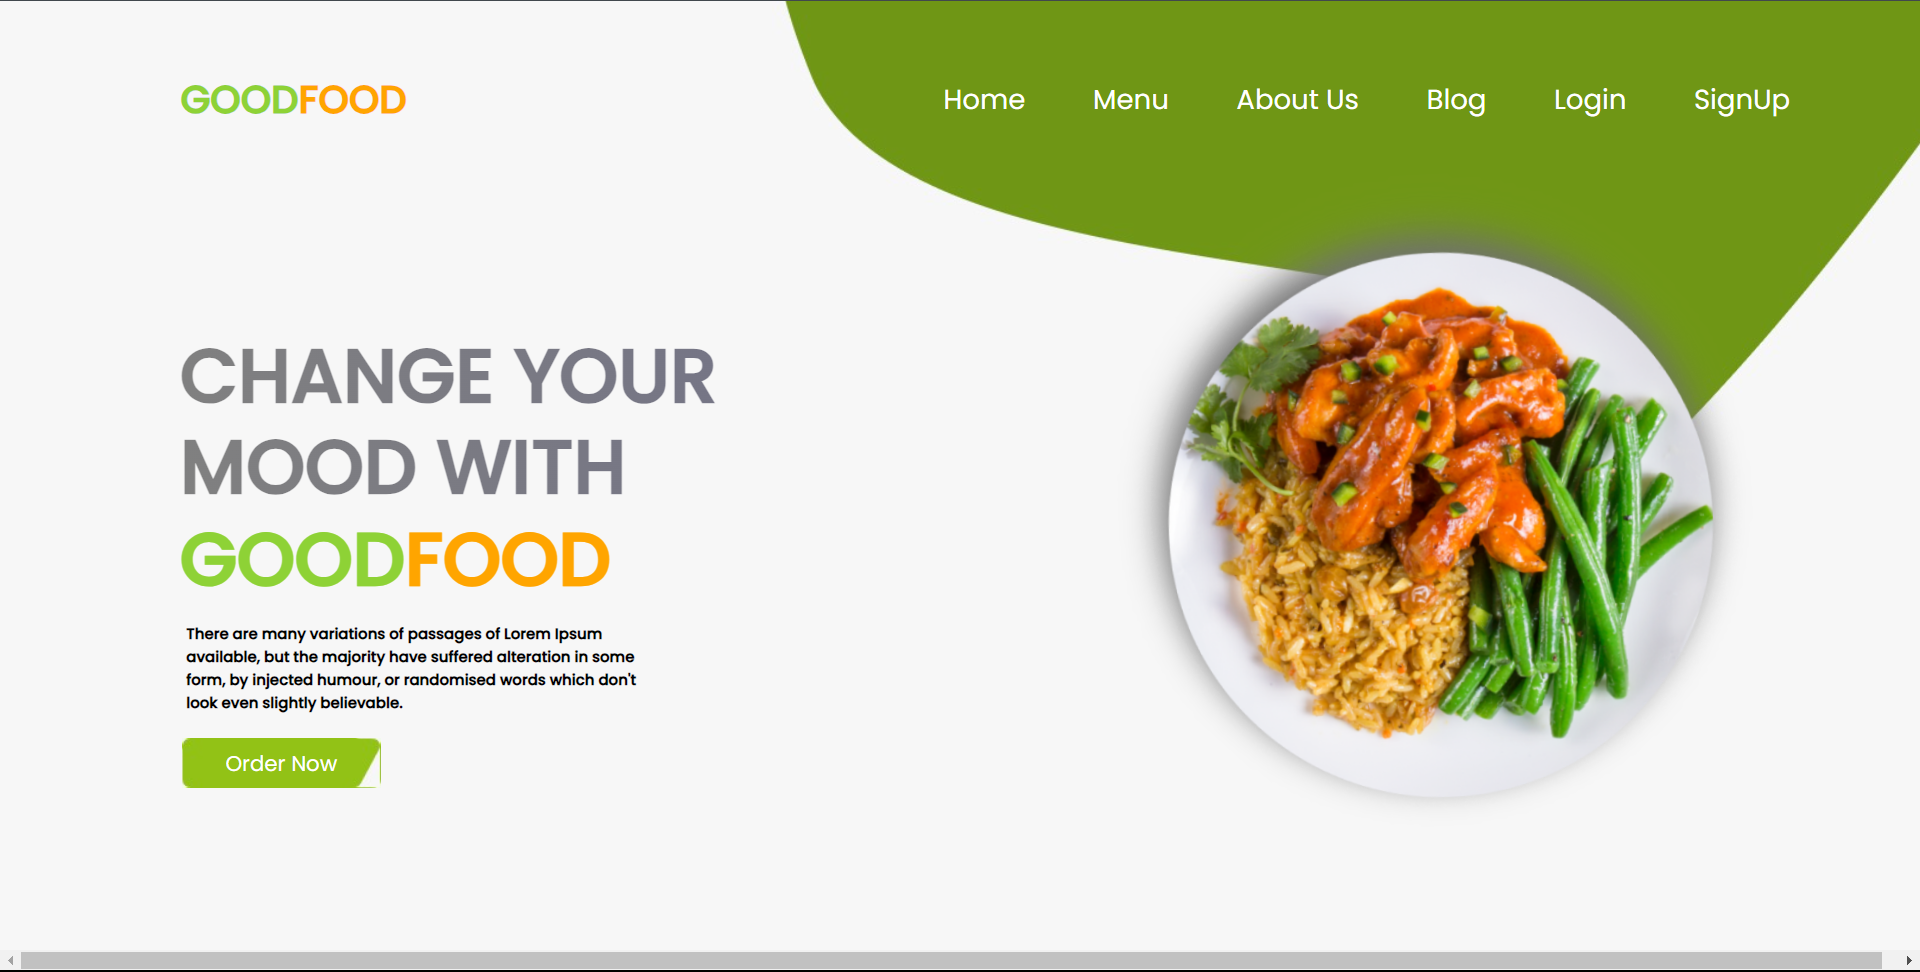 GOODFOOD
Home Menu About Us Blog Login SignUp
CHANGE YOUR
MOOD WITH
GOODFOOD
There are many variations of passages of Lorem Ipsum
available, but the majority have suffered alteration in some
form, by injected humour, or randomised words which don't
look even slightly believable.
Order Now